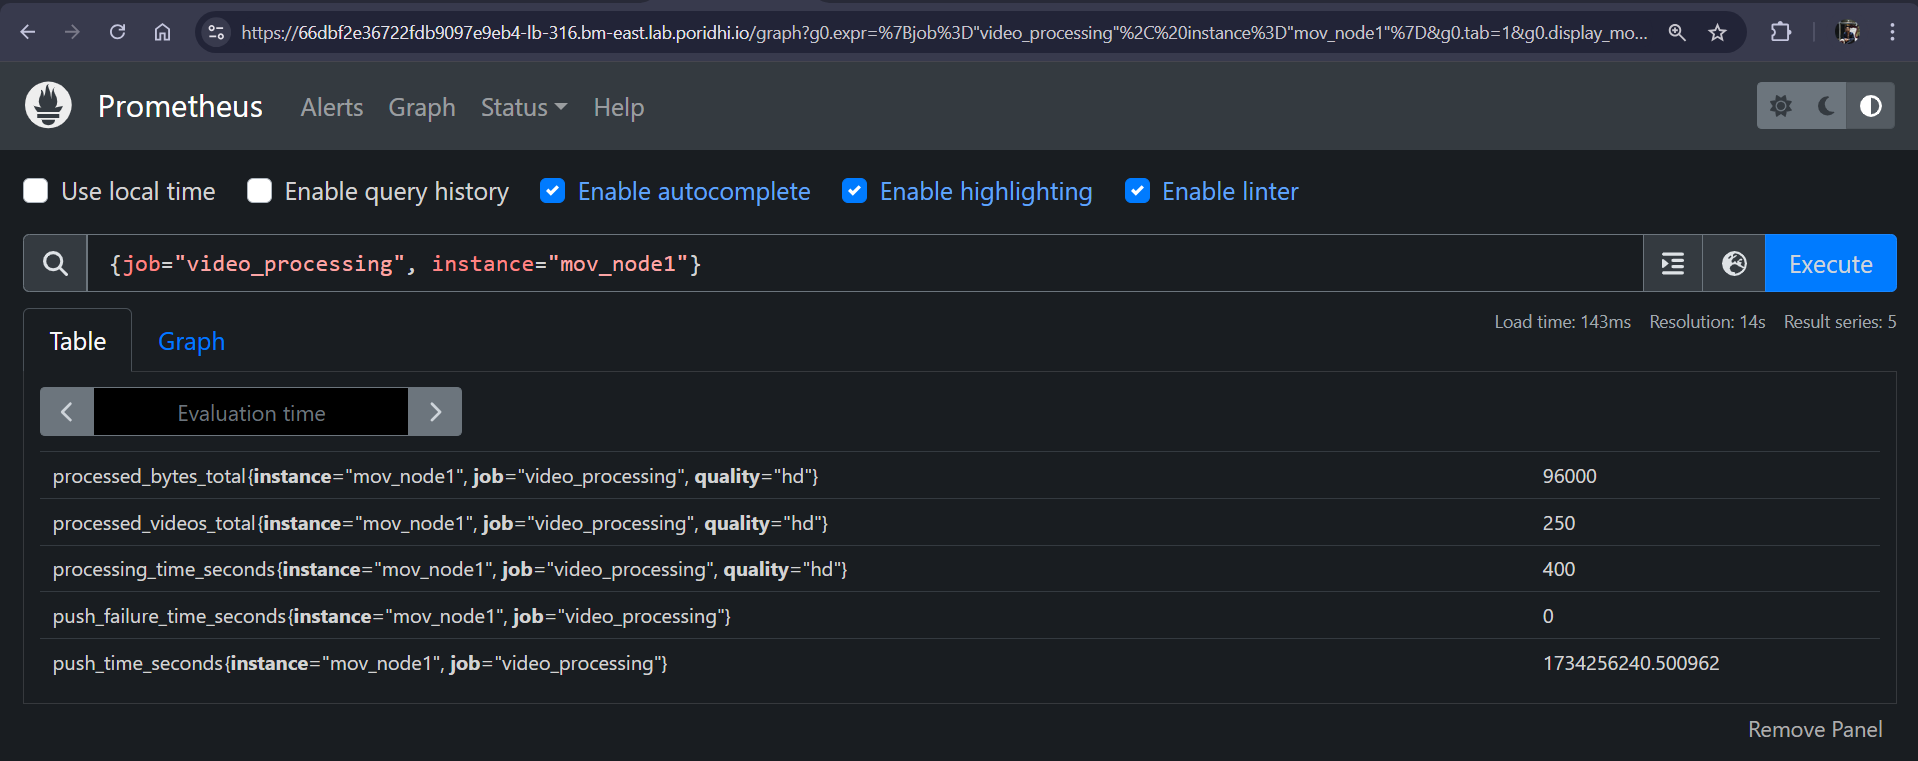 https://66dbf2e36722fdb9097e9eb4-lb-316.bm-east.lab.poridhi.io/graph?g0.expr=%7Bjob%3D"video_processing"%2C%20instance%3D"mov_node1"%7D&g0.tab=1&g0.display_mo...
Prometheus Alerts Graph Status Help
Use local time Enable query history Enable autocomplete Enable highlighting Enable linter
{job="video_processing", instance="mov_node1"} Execute
Load time: 143ms Resolution: 14s Result series: 5
Table Graph
Evaluation time
processed_bytes_total{instance="mov_node1", job="video_processing", quality="hd"} 96000
processed_videos_total{instance="mov_node1", job="video_processing", quality="hd"} 250
processing_time_seconds{instance="mov_node1", job="video_processing", quality="hd"} 400
push_failure_time_seconds{instance="mov_node1", job="video_processing"} 0
push_time_seconds{instance="mov_node1", job="video_processing"} 1734256240.500962
Remove Panel